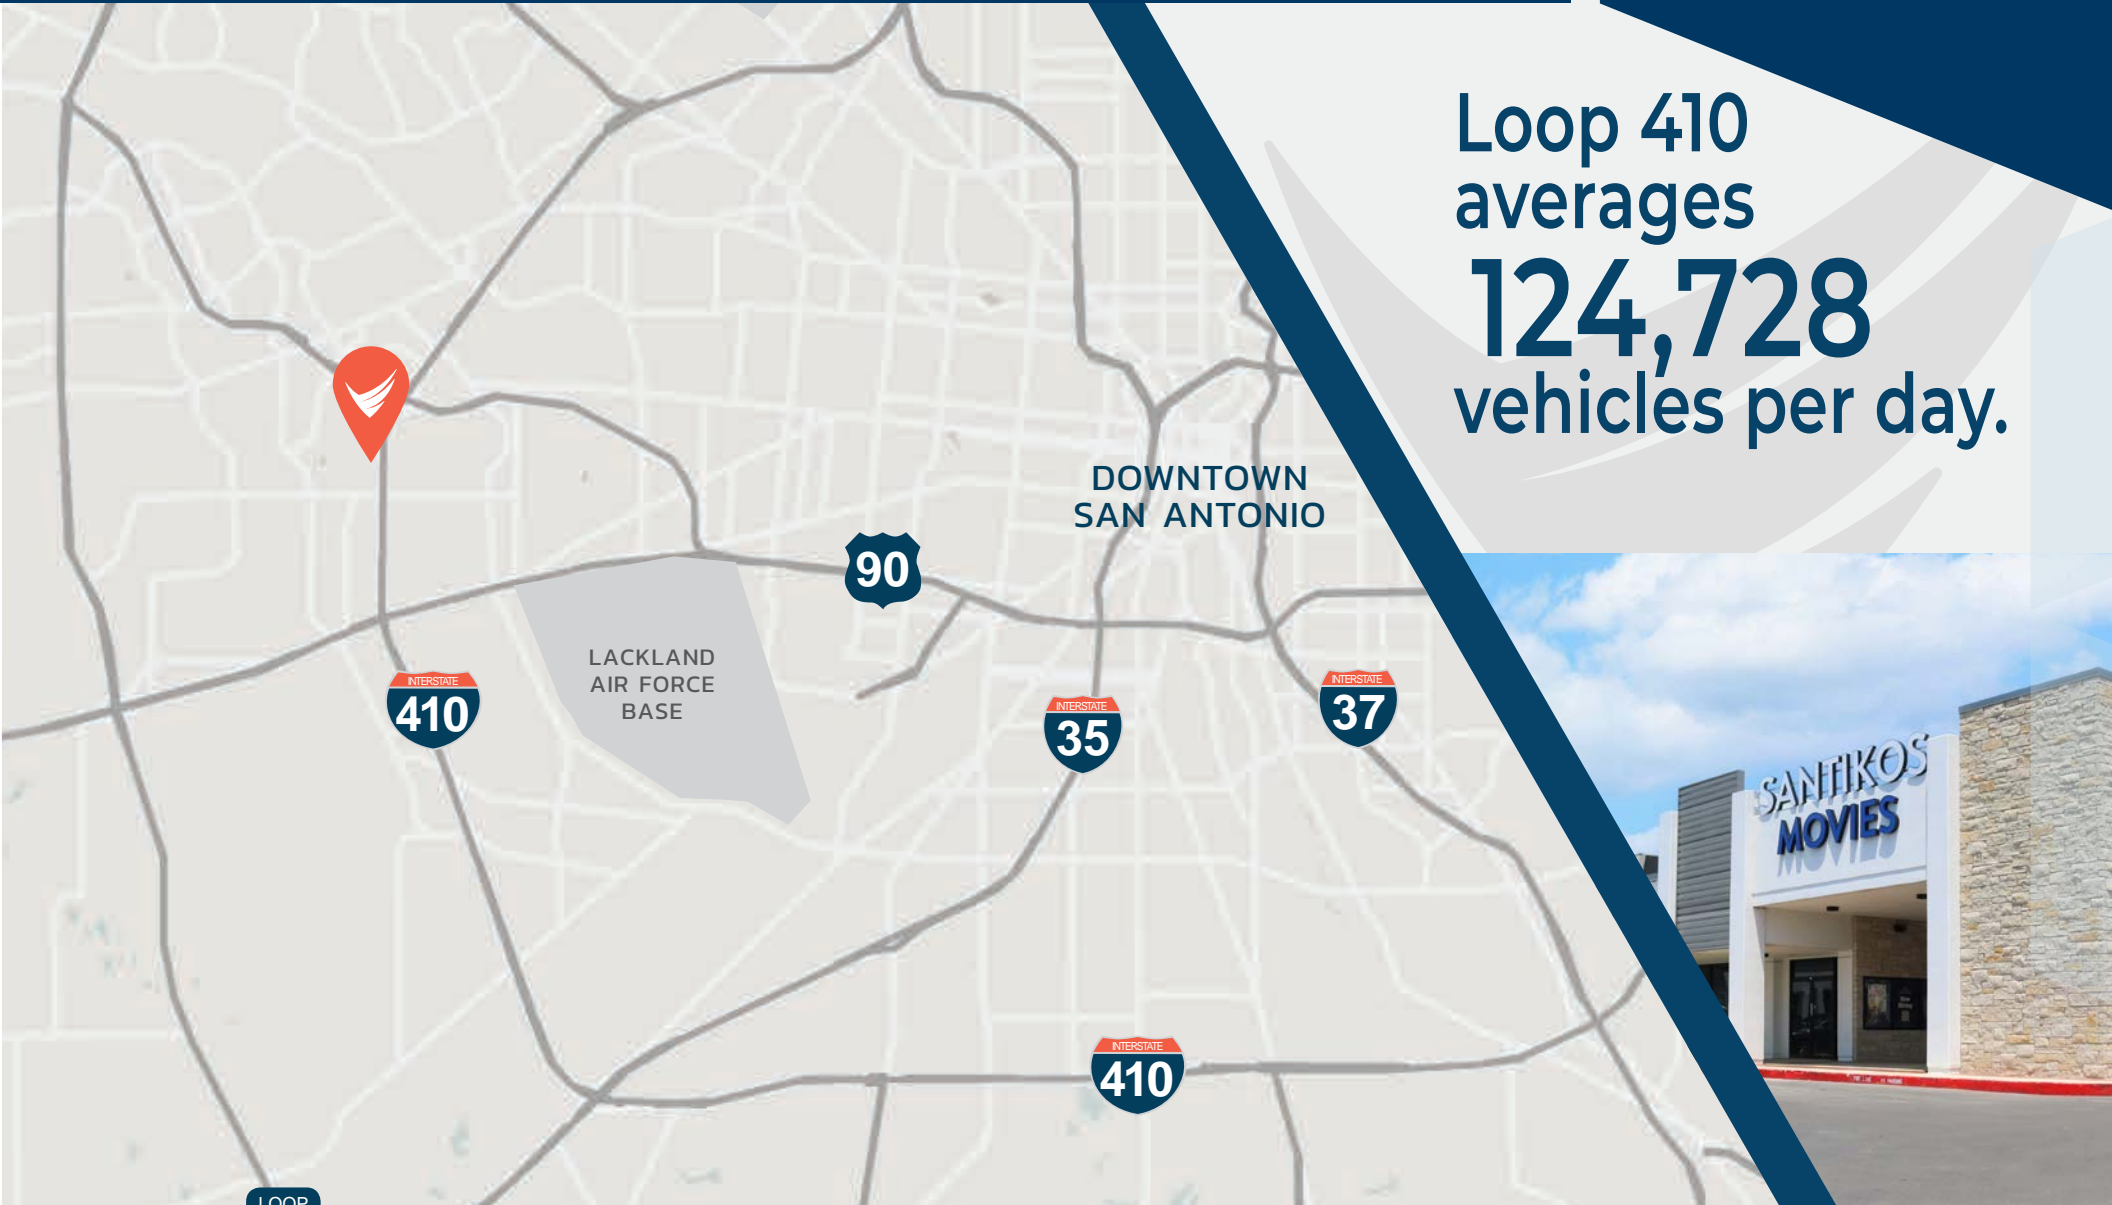 Loop 410
averages
124,728
vehicles per day.
DOWNTOWN
SAN ANTONIO
90
LACKLAND
AIR FORCE
BASE
INTERSTATE
410
INTERSTATE
35
INTERSTATE
37
SANTIKOS
MOVIES
INTERSTATE
410
LOOP